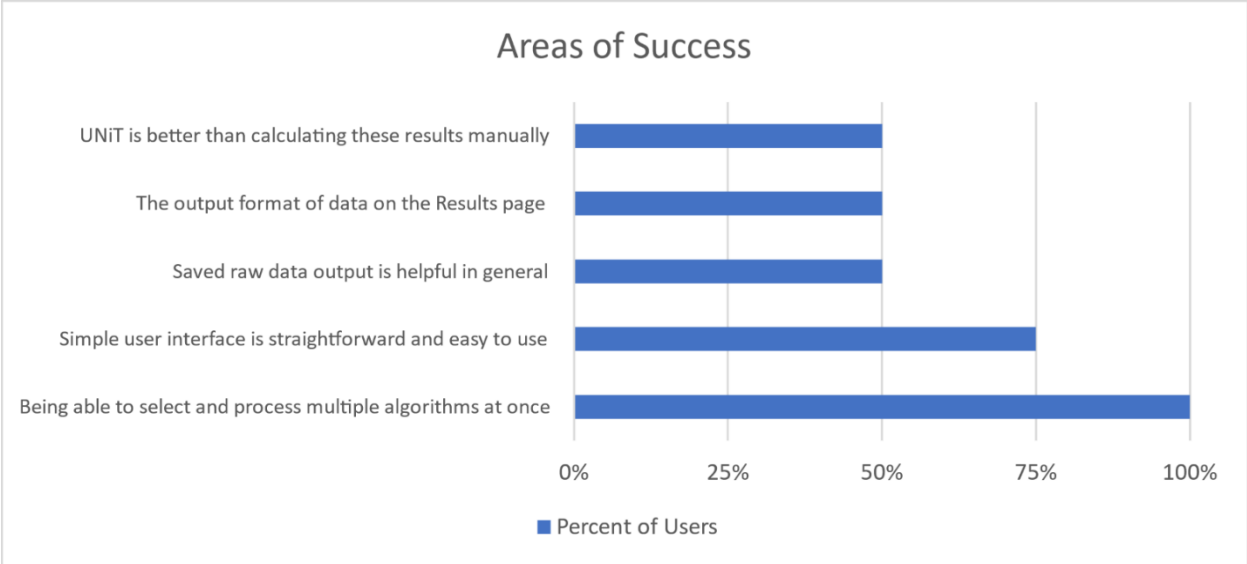 Areas of Success
UNiT is better than calculating these results manually
The output format of data on the Results page
Saved raw data output is helpful in general
Simple user interface is straightforward and easy to use
Being able to select and process multiple algorithms at once
0% 25% 50% 75% 100%
Percent of Users